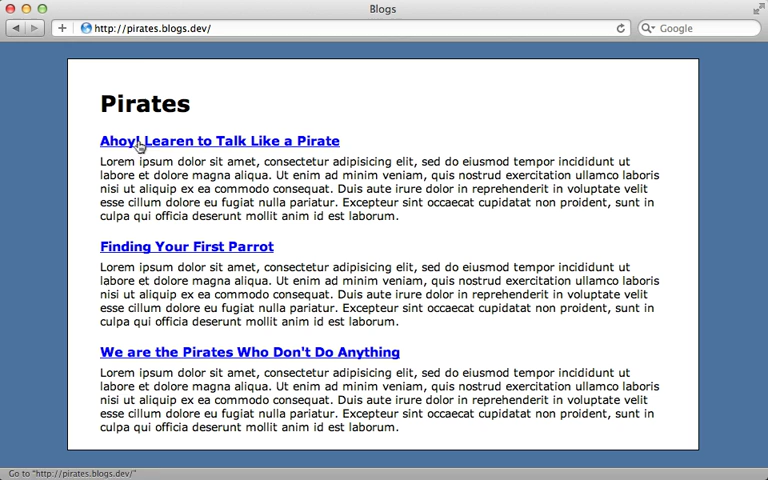 Blogs
http://pirates.blogs.dev/
Google
Pirates
Ahoy! Learen to Talk Like a Pirate
Lorem ipsum dolor sit amet, consectetur adipisicing elit, sed do eiusmod tempor incididunt ut
labore et dolore magna aliqua. Ut enim ad minim veniam, quis nostrud exercitation ullamco laboris
nisi ut aliquip ex ea commodo consequat. Duis aute irure dolor in reprehenderit in voluptate velit
esse cillum dolore eu fugiat nulla pariatur. Excepteur sint occaecat cupidatat non proident, sunt in
culpa qui officia deserunt mollit anim id est laborum.
Finding Your First Parrot
Lorem ipsum dolor sit amet, consectetur adipisicing elit, sed do eiusmod tempor incididunt ut
labore et dolore magna aliqua. Ut enim ad minim veniam, quis nostrud exercitation ullamco laboris
nisi ut aliquip ex ea commodo consequat. Duis aute irure dolor in reprehenderit in voluptate velit
esse cillum dolore eu fugiat nulla pariatur. Excepteur sint occaecat cupidatat non proident, sunt in
culpa qui officia deserunt mollit anim id est laborum.
We are the Pirates Who Don't Do Anything
Lorem ipsum dolor sit amet, consectetur adipisicing elit, sed do eiusmod tempor incididunt ut
labore et dolore magna aliqua. Ut enim ad minim veniam, quis nostrud exercitation ullamco laboris
nisi ut aliquip ex ea commodo consequat. Duis aute irure dolor in reprehenderit in voluptate velit
esse cillum dolore eu fugiat nulla pariatur. Excepteur sint occaecat cupidatat non proident, sunt in
culpa qui officia deserunt mollit anim id est laborum.
Go to "http://pirates.blogs.dev/"